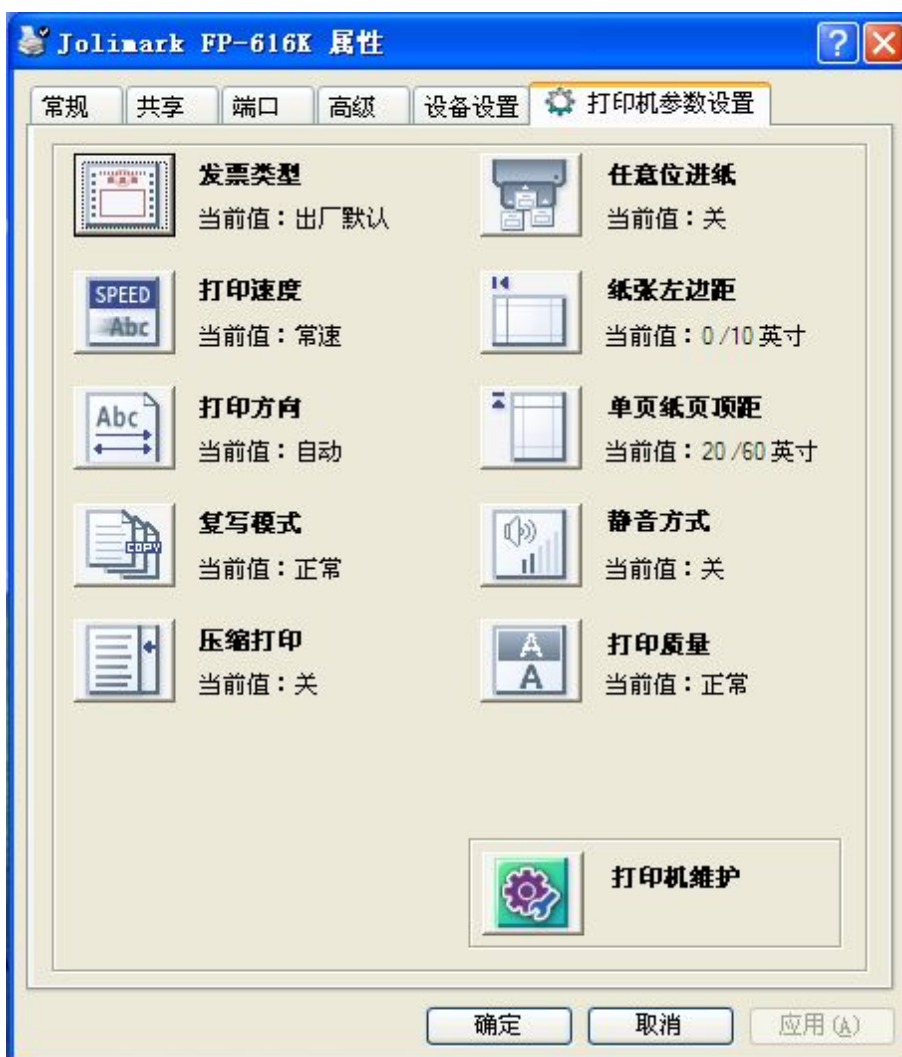 Jolimark FP-616K 属性
常规 共享 端口 高级 设备设置 打印机参数设置
发票类型
当前值：出厂默认
任意位进纸
当前值：关
SPEED
Abc
打印速度
当前值：常速
纸张左边距
当前值：0/10 英寸
Abc
打印方向
当前值：自动
单页纸页顶距
当前值：20/60 英寸
COPY
复写模式
当前值：正常
静音方式
当前值：关
压缩打印
当前值：关
A
A
打印质量
当前值：正常
打印机维护
确定 取消 应用(A)